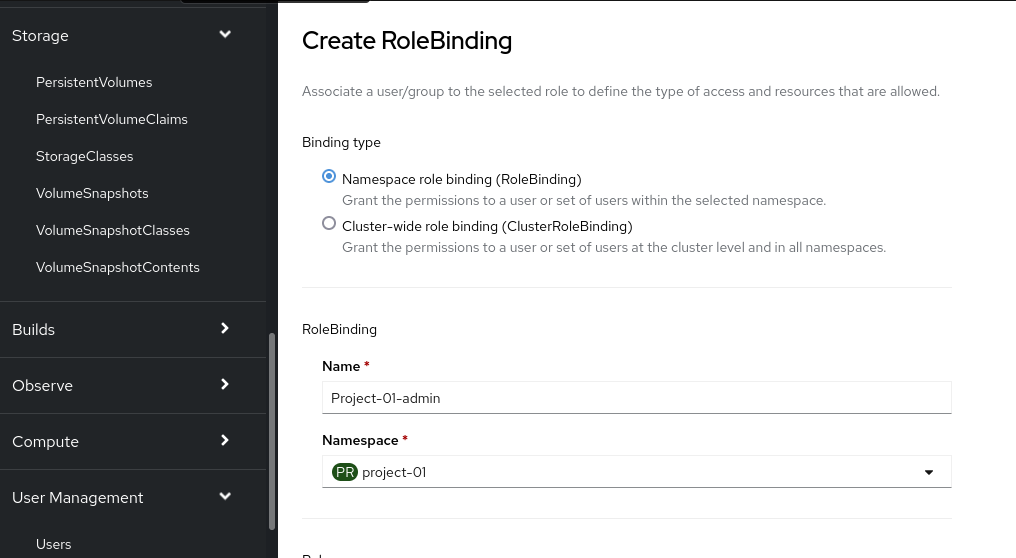 Storage
PersistentVolumes
PersistentVolumeClaims
StorageClasses
VolumeSnapshots
VolumeSnapshotClasses
VolumeSnapshotContents
Builds
Observe
Compute
User Management
Users
Create RoleBinding
Associate a user/group to the selected role to define the type of access and resources that are allowed.
Binding type
Namespace role binding (RoleBinding)
Grant the permissions to a user or set of users within the selected namespace.
Cluster-wide role binding (ClusterRoleBinding)
Grant the permissions to a user or set of users at the cluster level and in all namespaces.
RoleBinding
Name *
Project-01-admin
Namespace *
PR project-01